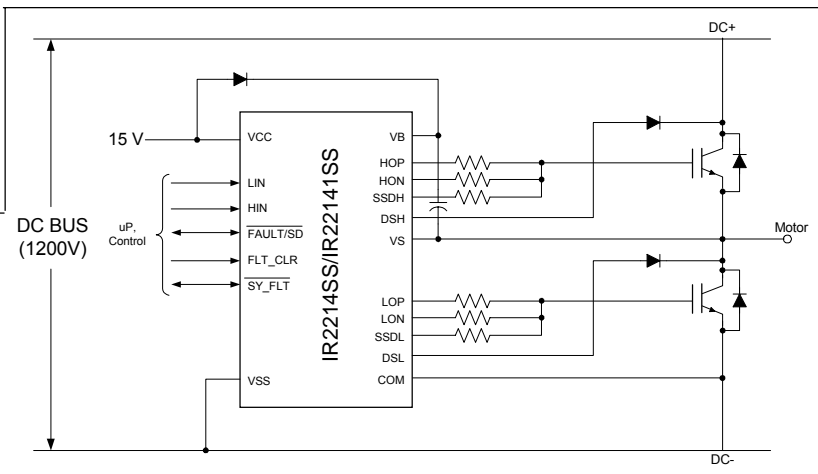 DC+
15 V
VCC
VB
IR2214SS/IR22141SS
HOP
LIN
HON
SSDH
HIN
DSH
Motor
DC BUS
(1200V)
uP,
Control
FAULT/SD
VS
FLT_CLR
SY_FLT
LOP
LON
SSDL
DSL
VSS
COM
DC-